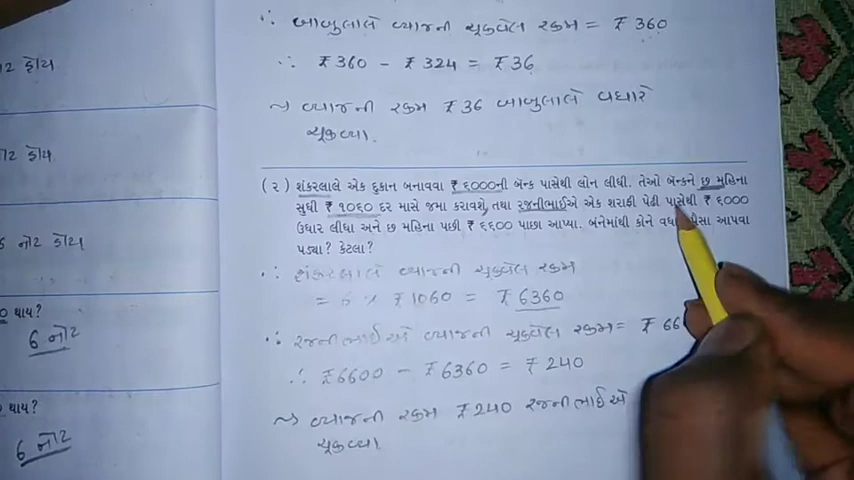 ાટ ફોય
∴ બાબુલાલે વ્યાજની ચૂકવેલ રકમ = ₹ 360
∴ ₹ 360 - ₹ 324 = ₹ 36
~) વ્યાજની રકમ ₹ 36 બાબુલાલે વધારે
ચૂકવ્યા.
નોટ ફોય
(૨) શંકરલાલે એક દુકાન બનાવવા ₹ ૬૦૦૦ની બૅન્ક પાસેથી લોન લીધી. તેઓ બૅન્કને છ મહિના
સુધી ₹ ૧૦૬૦ દર માસે જમા કરાવશે, તથા રજનીભાઈએ એક શરાફી પેઢી પાસેથી ₹ ૬૦૦૦
ઉધાર લીધા અને છ મહિના પછી ₹ ૬૬૦૦ પાછા આપ્યા. બંનેમાંથી કોને પૈસા આપવા
પડ્યા? કેટલા?
6 નોટ ફોય
∴ શંકરલાલે વ્યાજની ચૂકવેલ રકમ
= 6 x ₹ 1060 = ₹ 6360
∴ રજનીભાઈએ વ્યાજની ચૂકવેલ રકમ = ₹ 66
∴ ₹ 6600 - ₹ 6360 = ₹ 240
~) વ્યાજની રકમ ₹ 240 રજનીભાઈએ
ચૂકવ્યા.
૦ થાય?
6 નોટ
થાય?
6 નોટ